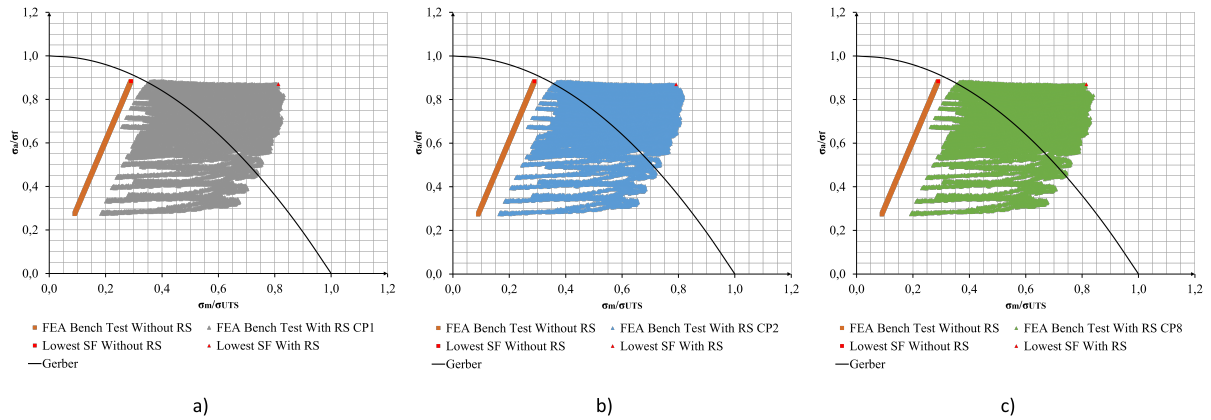 1,2
1,0
0,8
0,6
0,4
0,2
0,0
σa/σf
0,0 0,2 0,4 0,6 0,8 1,0 1,2
σm/σUTS
FEA Bench Test Without RS FEA Bench Test With RS CP1
Lowest SF Without RS Lowest SF With RS
Gerber
a)
1,2
1,0
0,8
0,6
0,4
0,2
0,0
σa/σf
0,0 0,2 0,4 0,6 0,8 1,0 1,2
σm/σUTS
FEA Bench Test Without RS FEA Bench Test With RS CP2
Lowest SF Without RS Lowest SF With RS
Gerber
b)
1,2
1,0
0,8
0,6
0,4
0,2
0,0
σa/σf
0,0 0,2 0,4 0,6 0,8 1,0 1,2
σm/σUTS
FEA Bench Test Without RS FEA Bench Test With RS CP8
Lowest SF Without RS Lowest SF With RS
Gerber
c)